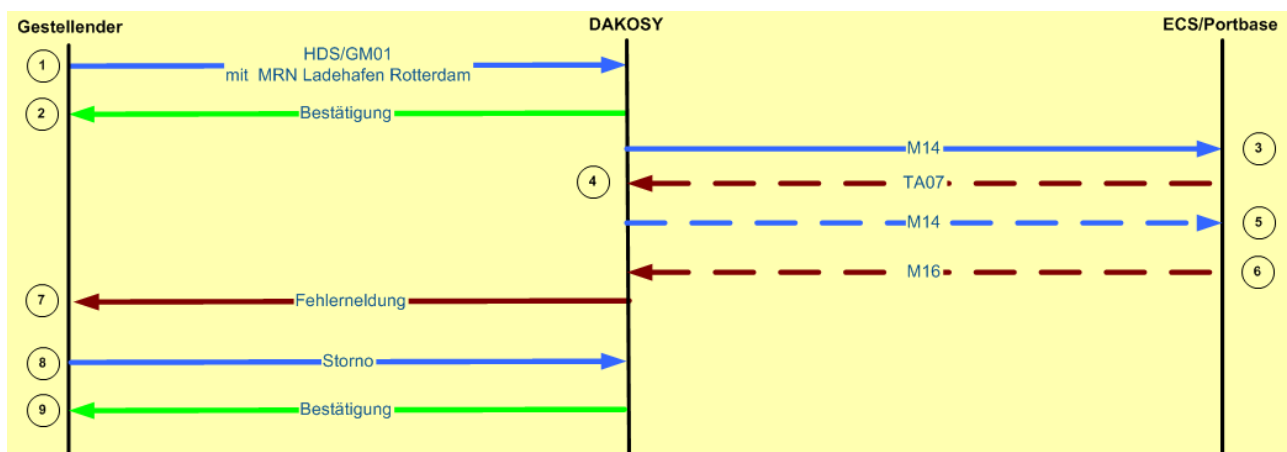 Gestellender
DAKOSY
ECS/Portbase
1
HDS/GM01
mit MRN Ladehafen Rotterdam
2
Bestätigung
M14
3
4
TA07
M14
5
M16
6
7
Fehlerneldung
8
Storno
9
Bestätigung